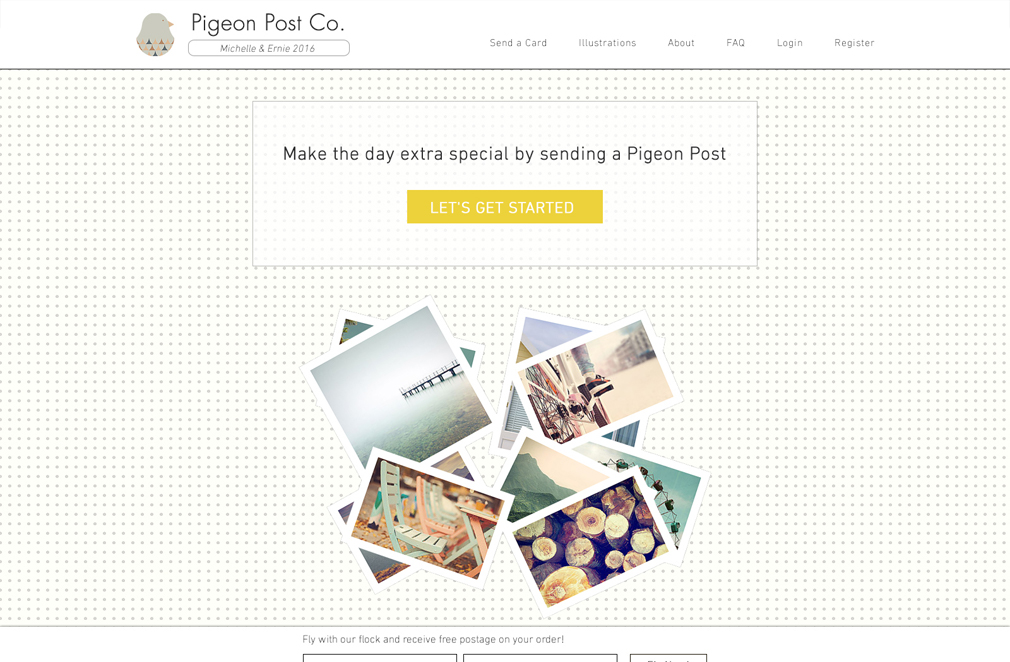 Pigeon Post Co.
Michelle & Ernie 2016
Send a Card Illustrations About FAQ Login Register
Make the day extra special by sending a Pigeon Post
LET'S GET STARTED
Fly with our flock and receive free postage on your order!